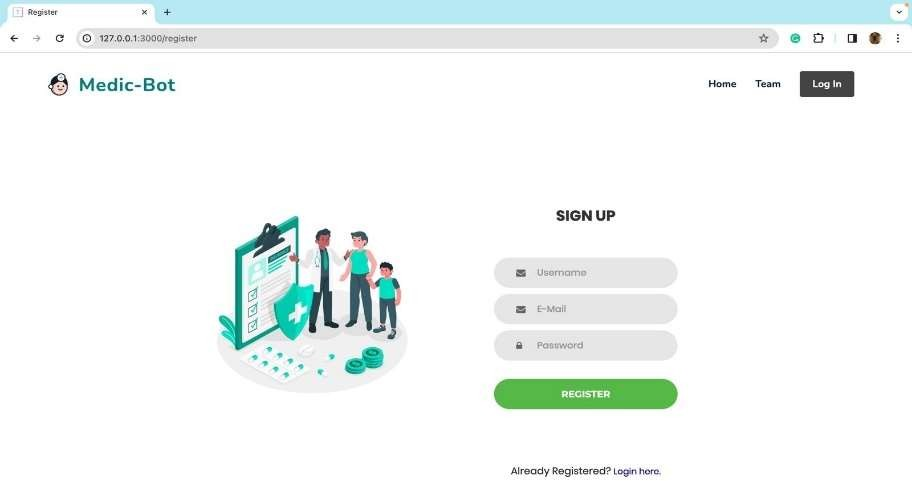 Register
127.0.0.1:3000/register
Medic-Bot
Home
Team
Log In
SIGN UP
Username
E-Mail
Password
REGISTER
Already Registered? Login here.